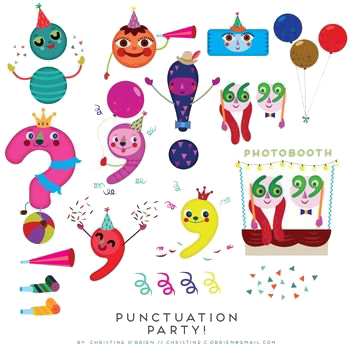 PHOTOBOOTH
PUNCTUATION
PARTY!
BY CHRISTINE O'BRIEN // CHRISTINE.C.OBRIEN@GMAIL.COM